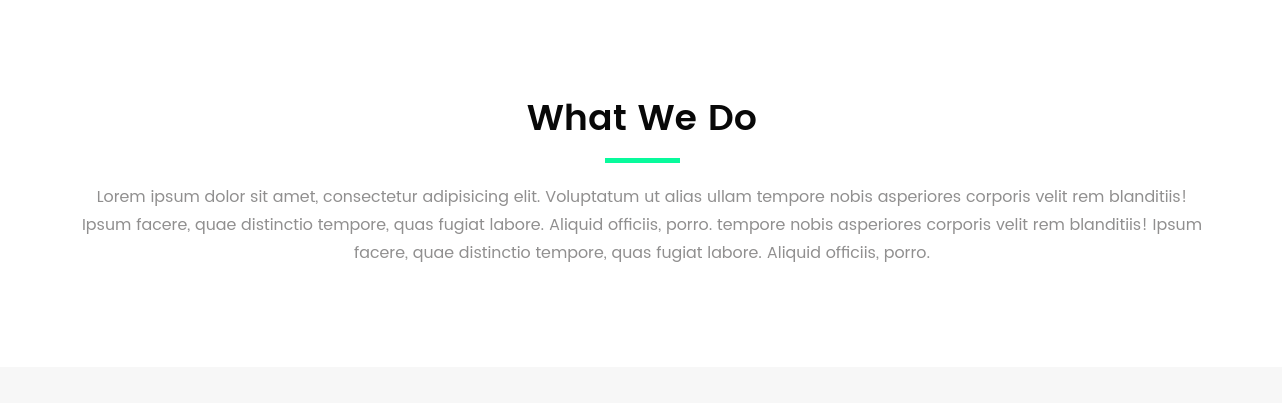 What We Do
Lorem ipsum dolor sit amet, consectetur adipisicing elit. Voluptatum ut alias ullam tempore nobis asperiores corporis velit rem blanditiis!
Ipsum facere, quae distinctio tempore, quas fugiat labore. Aliquid officiis, porro. tempore nobis asperiores corporis velit rem blanditiis! Ipsum
facere, quae distinctio tempore, quas fugiat labore. Aliquid officiis, porro.